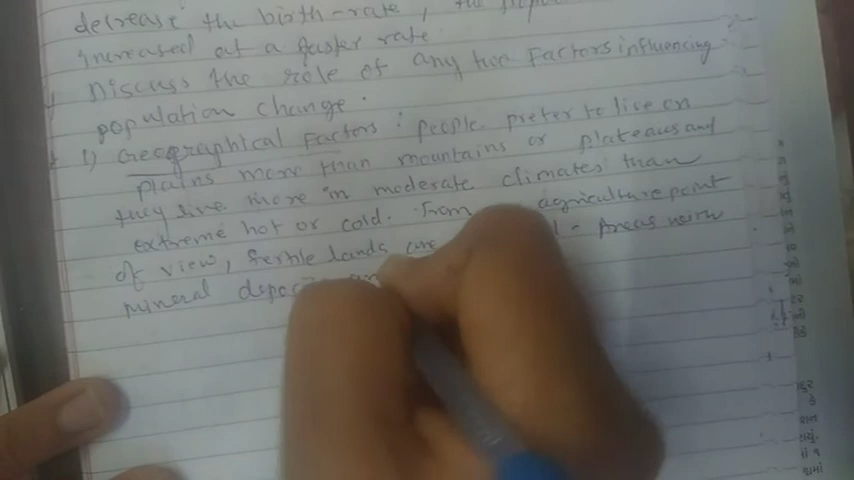 decrease the birth-rate, the
increased at a faster rate
Discuss the role of any two Factors influencing
population change.
1) Geographical Factors : people prefer to live on
plains more than mountains or plateaus and
they live more in moderate climates than
extreme hot or cold. From agriculture point
of view, fertile lands are Areas with
mineral